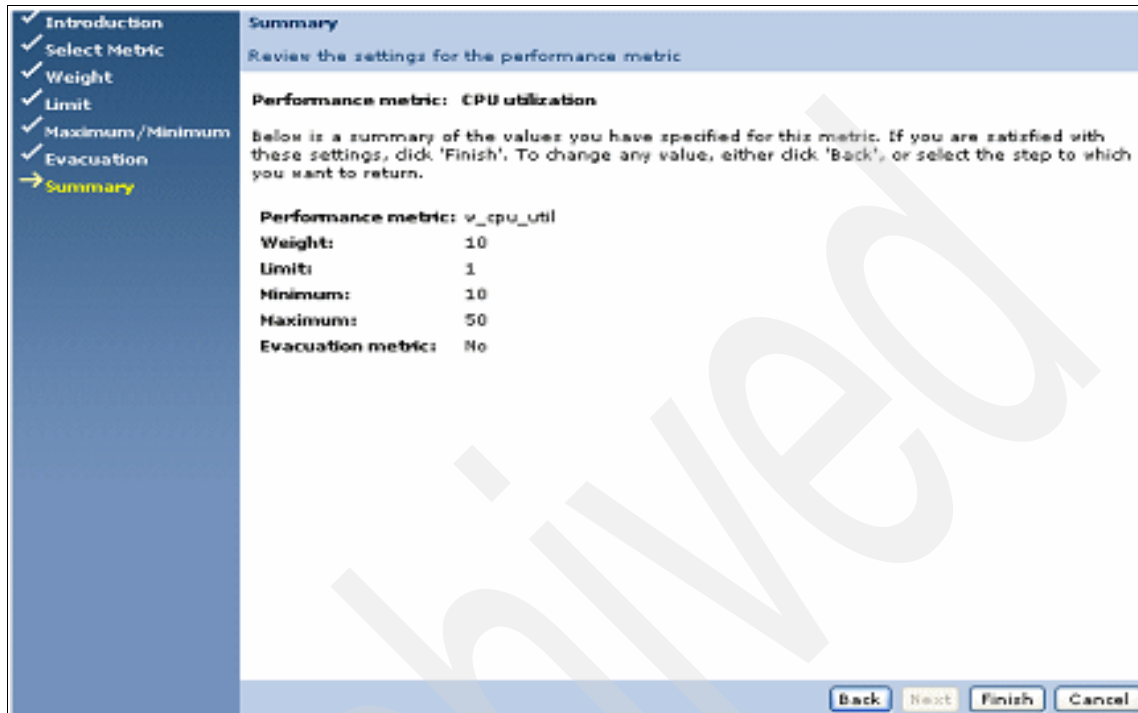 Introduction
Select Metric
Weight
Limit
Maximum/Minimum
Evacuation
Summary
Summary
Review the settings for the performance metric
Performance metric: CPU utilization
Below is a summary of the values you have specified for this metric. If you are satisfied with
these settings, click 'Finish'. To change any value, either click 'Back', or select the step to which
you want to return.
Performance metric: v_cpu_util
Weight: 10
Limit: 1
Minimum: 10
Maximum: 50
Evacuation metric: No
Back Next Finish Cancel
hived